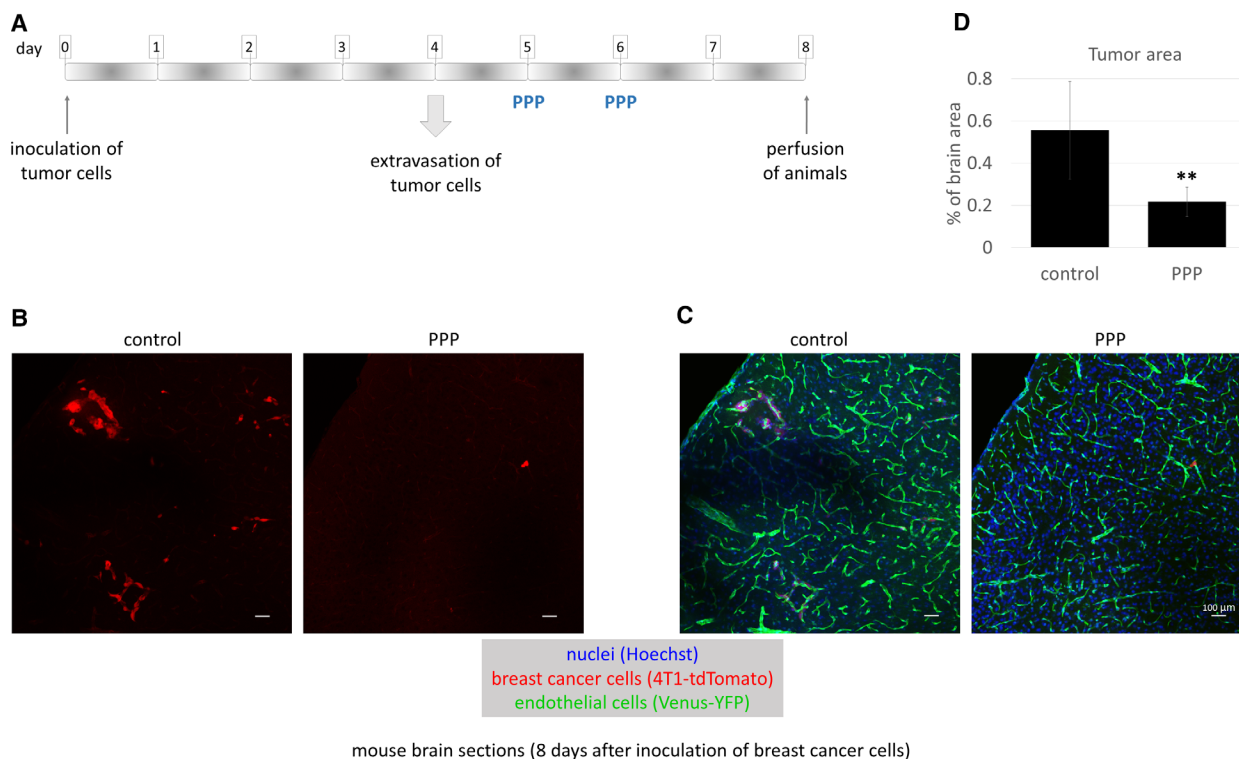 A
day 0 1 2 3 4 5 6 7 8
PPP PPP
inoculation of
tumor cells
extravasation of
tumor cells
perfusion
of animals
D
Tumor area
% of brain area
0.8
0.6
0.4
0.2
0
**
control PPP
B
control PPP
C
control PPP
100 µm
nuclei (Hoechst)
breast cancer cells (4T1-tdTomato)
endothelial cells (Venus-YFP)
mouse brain sections (8 days after inoculation of breast cancer cells)